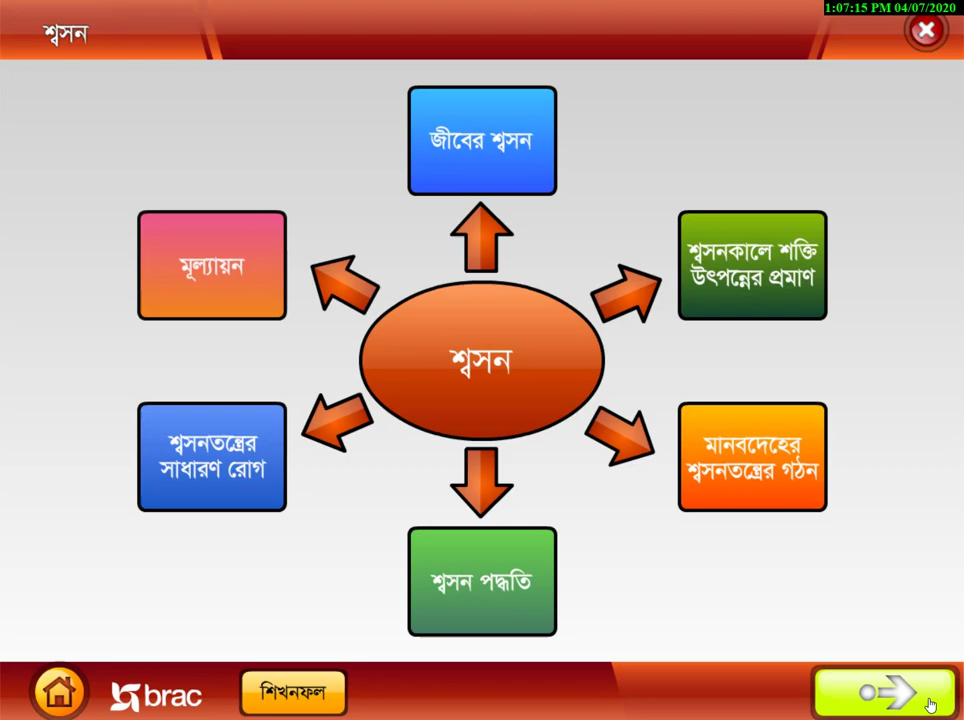 1:07:15 PM 04/07/2020
শ্বসন
জীবের শ্বসন
মূল্যায়ন
শ্বসনকালে শক্তি
উৎপন্নের প্রমাণ
শ্বসন
শ্বসনতন্ত্রের
সাধারণ রোগ
মানবদেহের
শ্বসনতন্ত্রের গঠন
শ্বসন পদ্ধতি
brac
শিখনফল